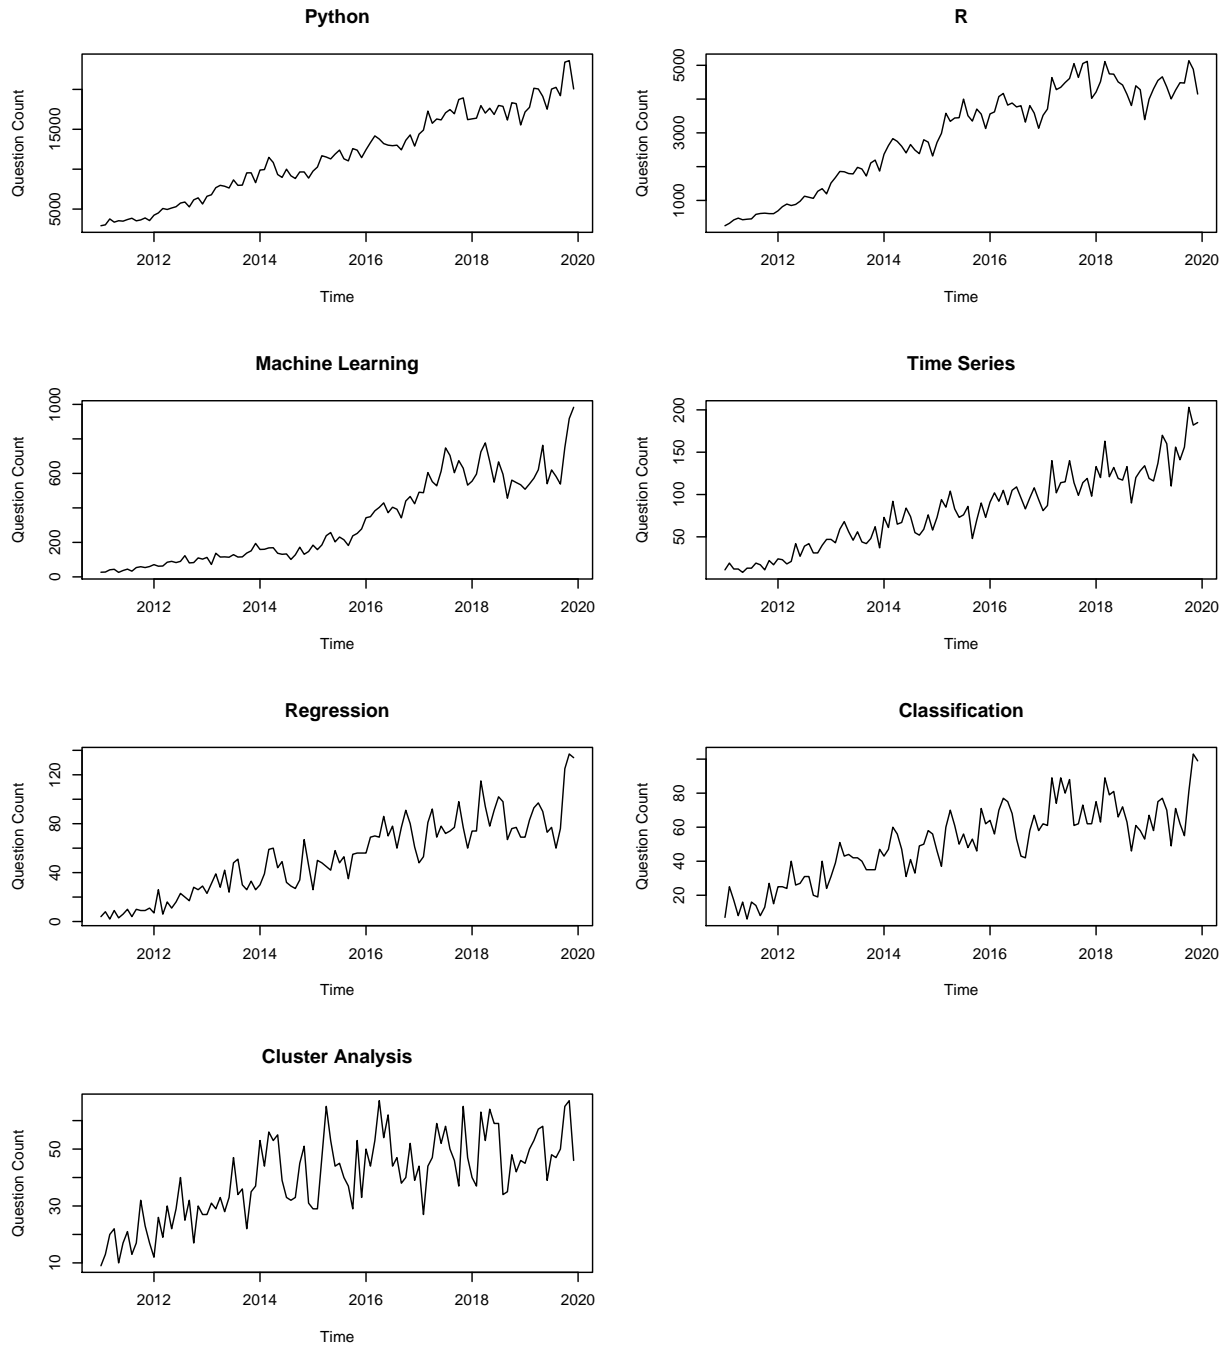 Python
Question Count
15000
5000
2012 2014 2016 2018 2020
Time
R
Question Count
5000
3000
1000
2012 2014 2016 2018 2020
Time
Machine Learning
Question Count
1000
600
200
0
2012 2014 2016 2018 2020
Time
Time Series
Question Count
200
150
100
50
2012 2014 2016 2018 2020
Time
Regression
Question Count
120
80
40
0
2012 2014 2016 2018 2020
Time
Classification
Question Count
80
60
40
20
2012 2014 2016 2018 2020
Time
Cluster Analysis
Question Count
50
30
10
2012 2014 2016 2018 2020
Time